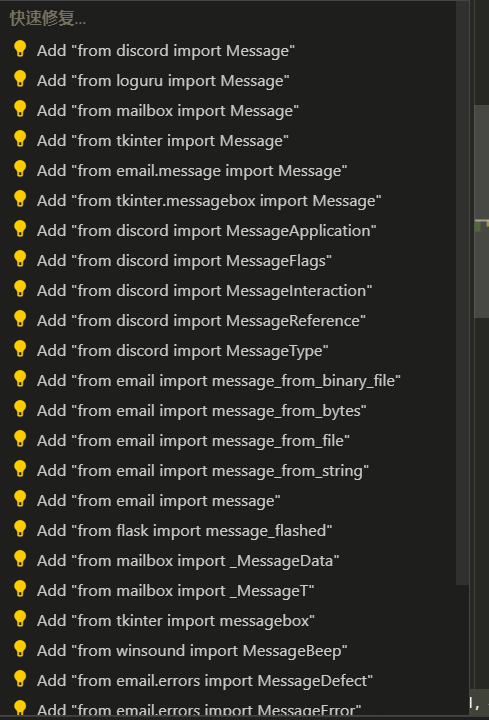 快速修复...
Add "from discord import Message"
Add "from loguru import Message"
Add "from mailbox import Message"
Add "from tkinter import Message"
Add "from email.message import Message"
Add "from tkinter.messagebox import Message"
Add "from discord import MessageApplication"
Add "from discord import MessageFlags"
Add "from discord import MessageInteraction"
Add "from discord import MessageReference"
Add "from discord import MessageType"
Add "from email import message_from_binary_file"
Add "from email import message_from_bytes"
Add "from email import message_from_file"
Add "from email import message_from_string"
Add "from email import message"
Add "from flask import message_flashed"
Add "from mailbox import _MessageData"
Add "from mailbox import _MessageT"
Add "from tkinter import messagebox"
Add "from winsound import MessageBeep"
Add "from email.errors import MessageDefect"
Add "from email.errors import MessageError"